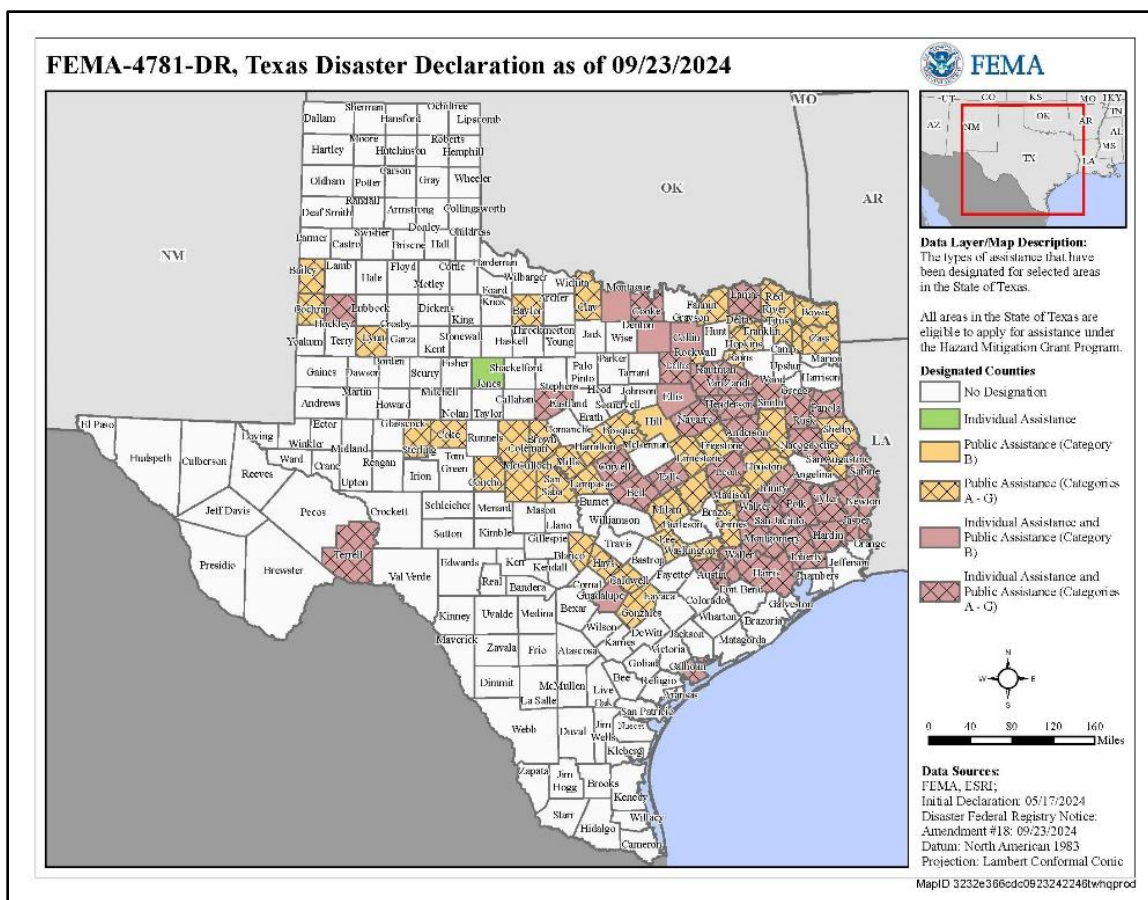 FEMA-4781-DR, Texas Disaster Declaration as of 09/23/2024
FEMA
MO
OK
AR
NM
LA
UT
CO
KS
MO
KY
TN
AZ
NM
OK
AR
AL
MS
TX
LA
Sherman
Ochiltree
Dallam
Hansford
Lipscomb
Moore
Roberts
Hartley
Hutchinson
Hemphill
Carson
Oldham
Potter
Gray
Wheeler
Randall
Deaf Smith
Armstrong
Collingsworth
Donley
Parmer
Castro
Swisher
Briscoe
Hall
Childress
Hardeman
Bailey
Lamb
Hale
Floyd
Motley
Cottle
Foard
Wilbarger
Wichita
Cochran
Hockley
Lubbock
Crosby
Dickens
King
Knox
Baylor
Archer
Clay
Montague
Cooke
Grayson
Fannin
Lamar
Red
River
Bowie
Delta
Titus
Franklin
Hopkins
Cass
Yoakum
Terry
Lynn
Garza
Kent
Stonewall
Haskell
Throckmorton
Young
Jack
Wise
Denton
Collin
Hunt
Rockwall
Rains
Camp
Marion
Upshur
Harrison
Gaines
Dawson
Borden
Scurry
Fisher
Jones
Shackelford
Stephens
Palo
Pinto
Parker
Tarrant
Kaufman
Van Zandt
Wood
Gregg
Smith
Rusk
Panola
Andrews
Martin
Howard
Mitchell
Nolan
Taylor
Callahan
Eastland
Erath
Hood
Somervell
Johnson
Ellis
Navarro
Henderson
Anderson
Shelby
Nacogdoches
San Augustine
Sabine
El Paso
Hudspeth
Culberson
Reeves
Loving
Winkler
Ward
Ector
Crane
Midland
Upton
Glasscock
Reagan
Sterling
Irion
Coke
Tom
Green
Runnels
Concho
Coleman
Brown
McCulloch
Comanche
Mills
San
Saba
Hamilton
Lampasas
Bosque
Hill
McLennan
Coryell
Bell
Falls
Limestone
Freestone
Leon
Houston
Angelina
Trinity
Madison
Walker
Polk
Tyler
Jasper
Newton
Jeff Davis
Presidio
Brewster
Pecos
Terrell
Crockett
Val Verde
Schleicher
Sutton
Menard
Kimble
Mason
Llano
Burnet
Williamson
Milam
Burleson
Brazos
Grimes
San Jacinto
Montgomery
Hardin
Liberty
Orange
Jefferson
Chambers
Edwards
Real
Kerr
Kendall
Bandera
Gillespie
Blanco
Travis
Hays
Comal
Caldwell
Bastrop
Lee
Washington
Fayette
Austin
Waller
Harris
Fort Bend
Galveston
Brazoria
Kinney
Uvalde
Medina
Bexar
Guadalupe
Gonzales
Lavaca
Colorado
Wharton
Matagorda
Maverick
Zavala
Frio
Atascosa
Wilson
Karnes
DeWitt
Jackson
Victoria
Calhoun
Goliad
Bee
Refugio
Aransas
Dimmit
La Salle
McMullen
Live
Oak
San Patricio
Nueces
Webb
Duval
Jim
Wells
Kleberg
Zapata
Jim
Hogg
Brooks
Kenedy
Starr
Hidalgo
Willacy
Cameron
Data Layer/Map Description:
The types of assistance that have
been designated for selected areas
in the State of Texas.
All areas in the State of Texas are
eligible to apply for assistance under
the Hazard Mitigation Grant Program.
Designated Counties
No Designation
Individual Assistance
Public Assistance (Category
B)
Public Assistance (Categories
A - G)
Individual Assistance and
Public Assistance (Category
B)
Individual Assistance and
Public Assistance (Categories
A - G)
N
W
E
S
0 40 80 160
Miles
Data Sources:
FEMA, ESRI;
Initial Declaration: 05/17/2024
Disaster Federal Registry Notice:
Amendment #18: 09/23/2024
Datum: North American 1983
Projection: Lambert Conformal Conic
MapID 3232e366cdc0923242246twhqprod